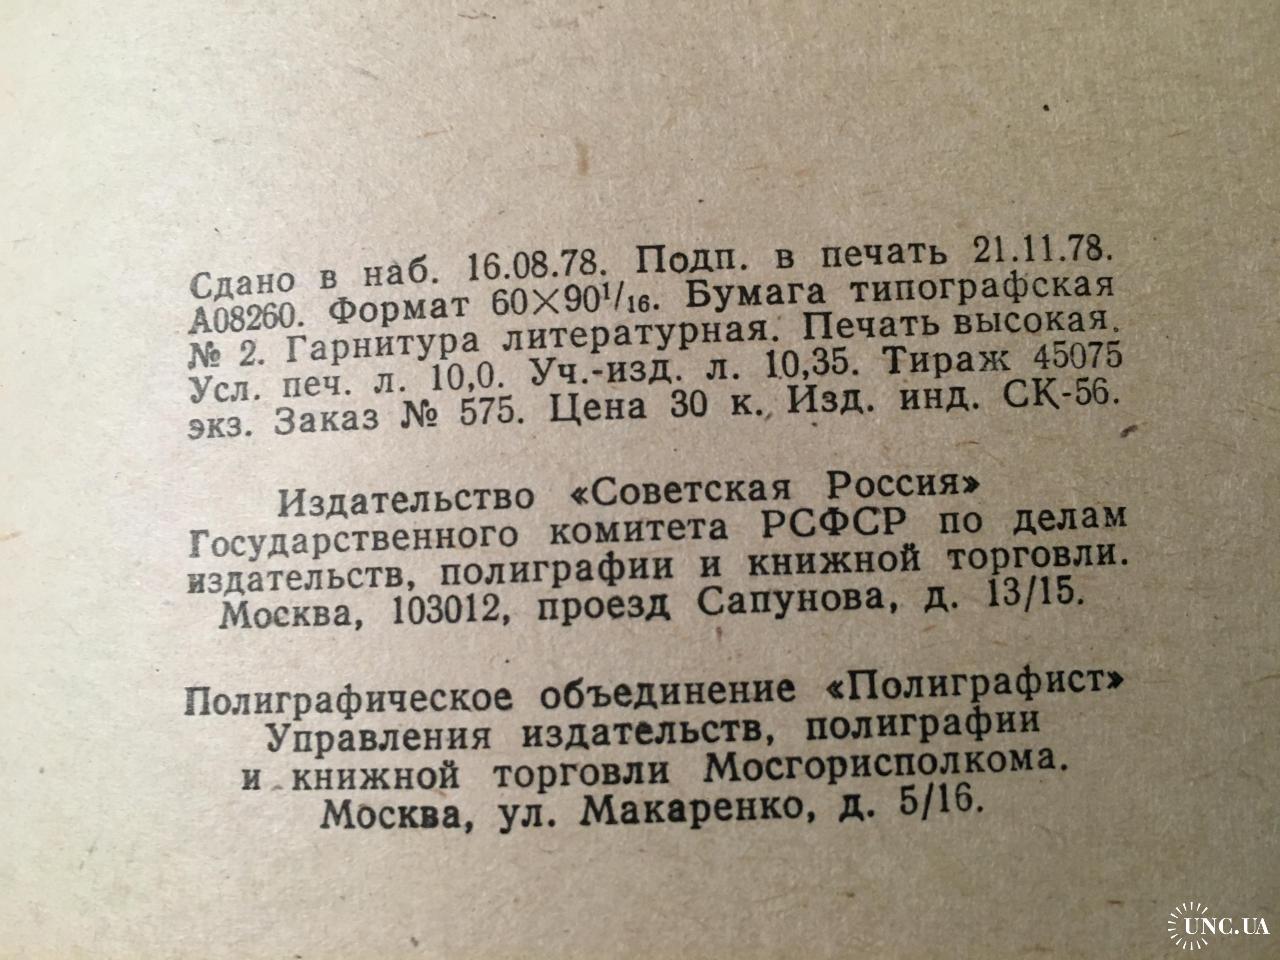 Сдано в наб. 16.08.78. Подп. в печать 21.11.78.
А08260. Формат 60×90¹/₁₆. Бумага типографская
№ 2. Гарнитура литературная. Печать высокая.
Усл. печ. л. 10,0. Уч.-изд. л. 10,35. Тираж 45075
экз. Заказ № 575. Цена 30 к. Изд. инд. СК-56.
Издательство «Советская Россия»
Государственного комитета РСФСР по делам
издательств, полиграфии и книжной торговли.
Москва, 103012, проезд Сапунова, д. 13/15.
Полиграфическое объединение «Полиграфист»
Управления издательств, полиграфии
и книжной торговли Мосгорисполкома.
Москва, ул. Макаренко, д. 5/16.
UNC.UA